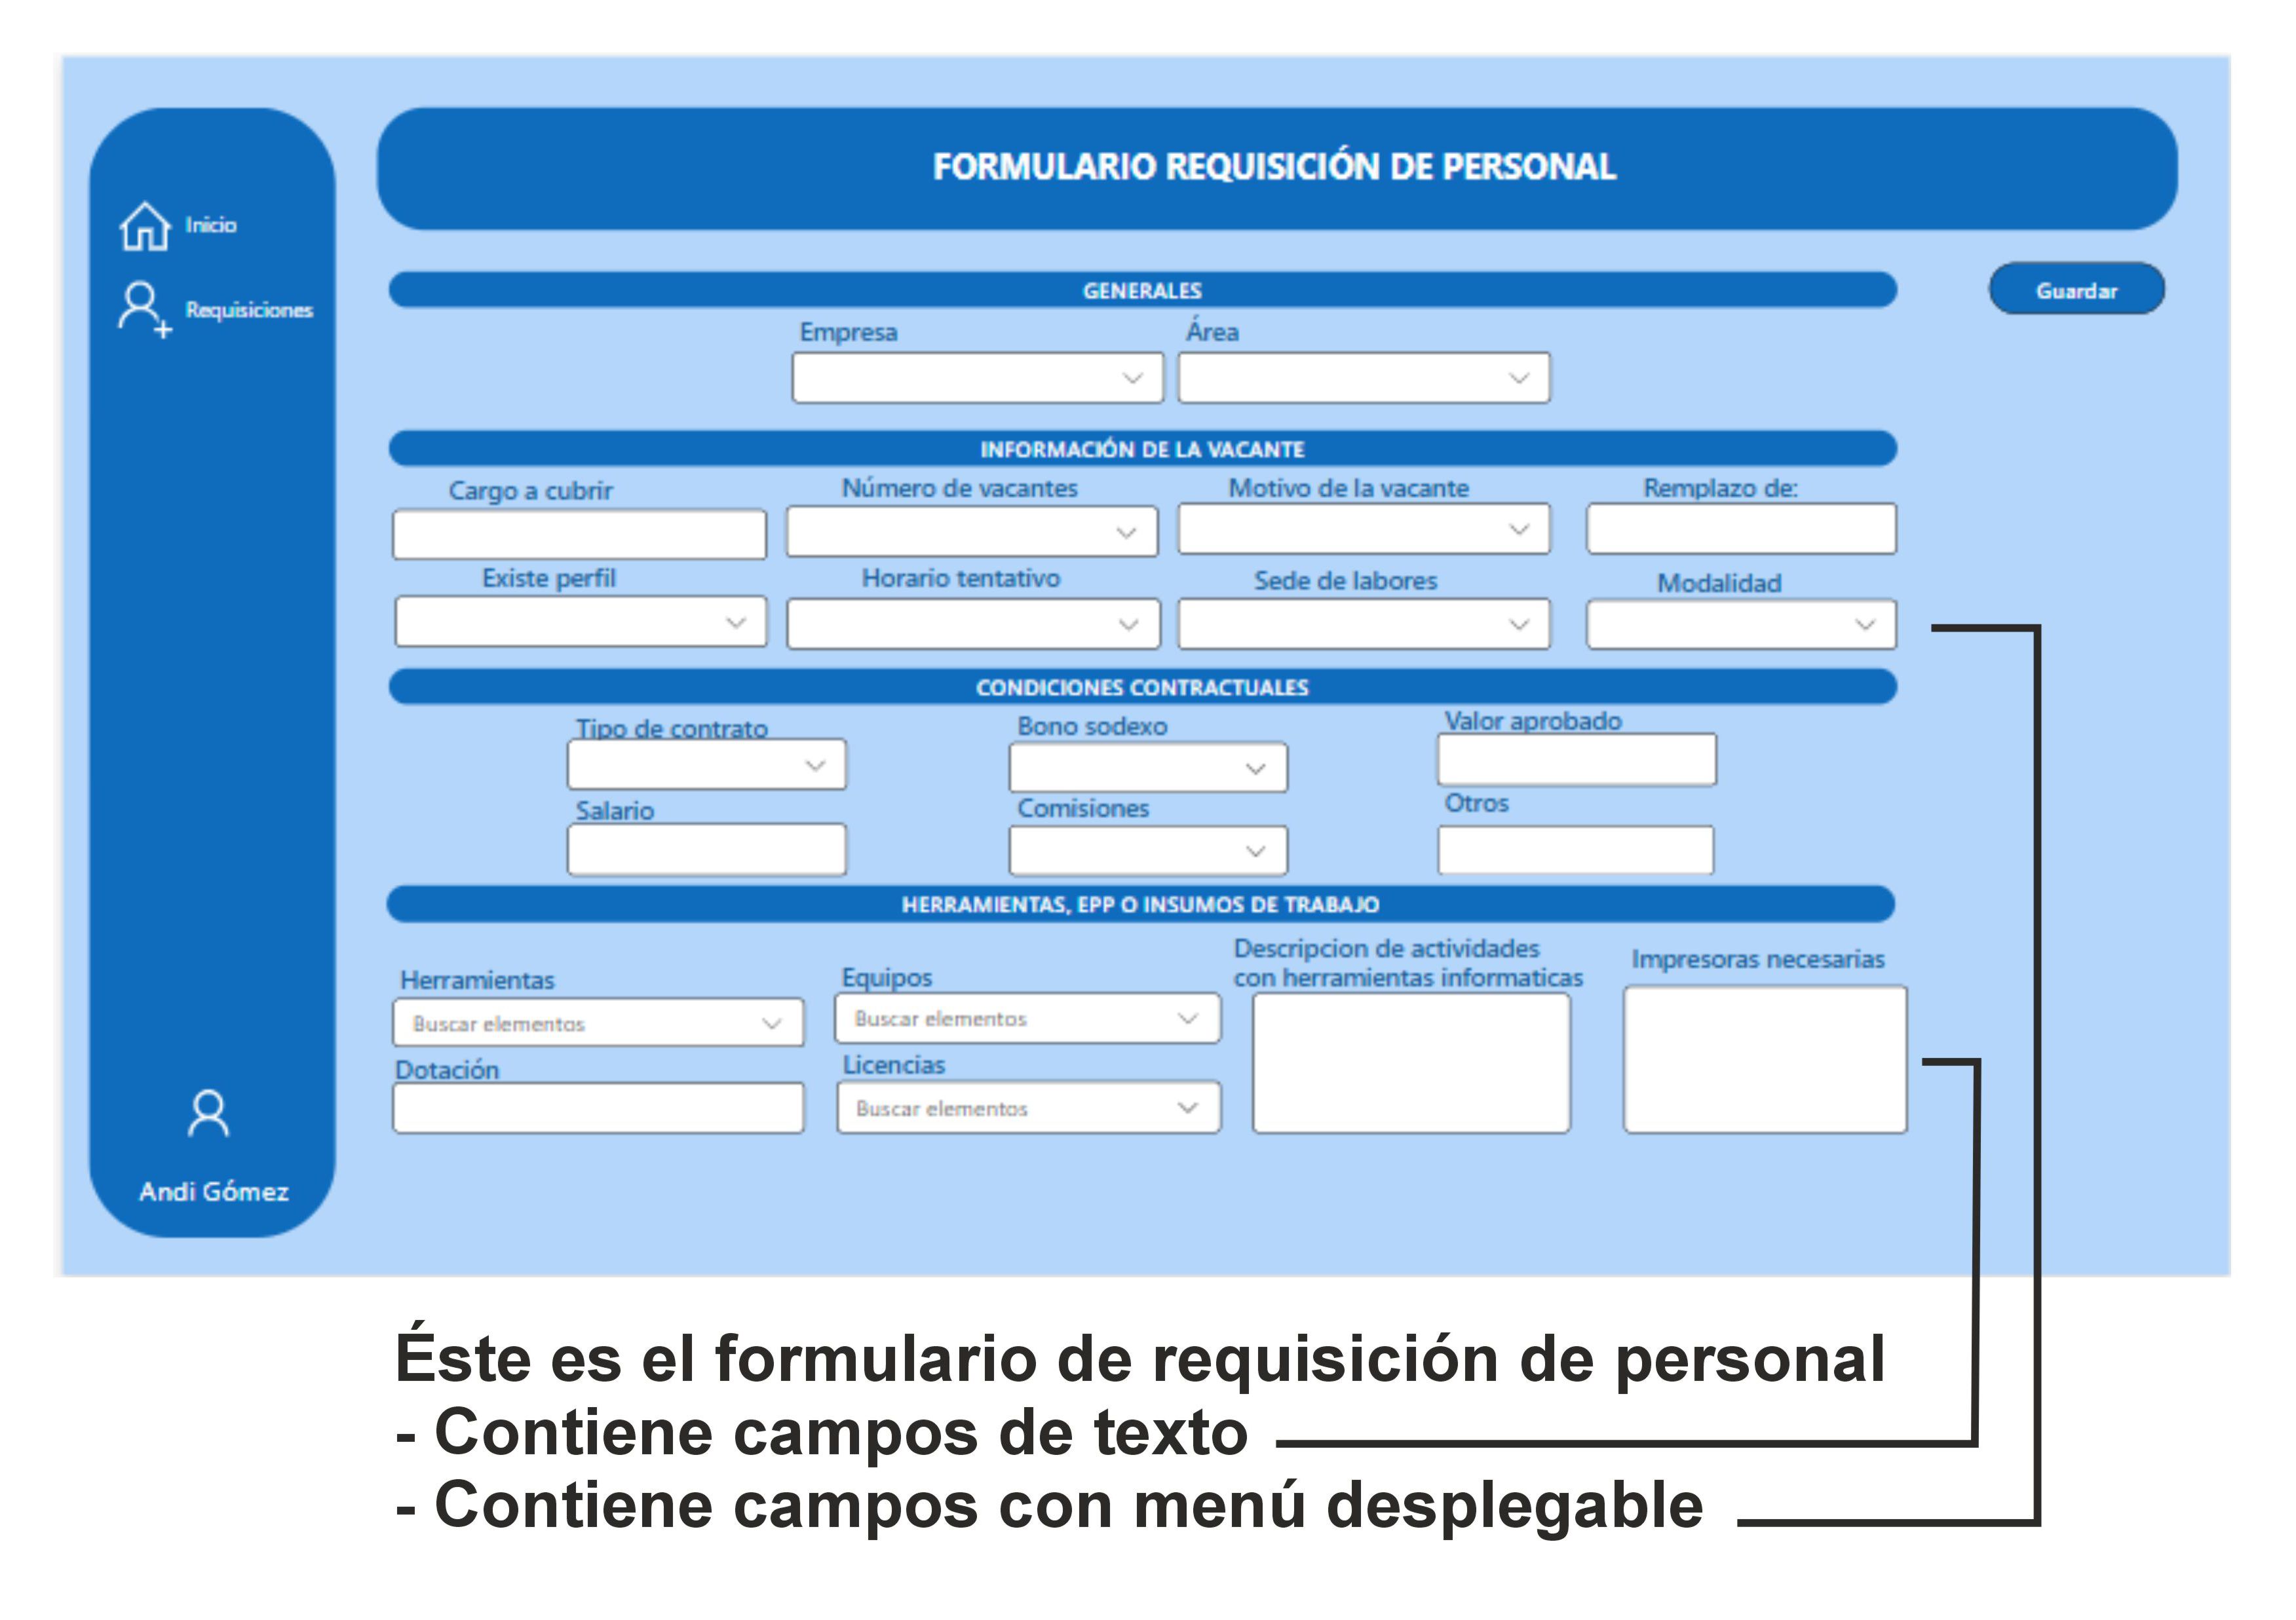 FORMULARIO REQUISICIÓN DE PERSONAL
Inicio
Requisiciones
GENERALES
Guardar
Empresa
Área
INFORMACIÓN DE LA VACANTE
Cargo a cubrir
Número de vacantes
Motivo de la vacante
Remplazo de:
Existe perfil
Horario tentativo
Sede de labores
Modalidad
CONDICIONES CONTRACTUALES
Tipo de contrato
Bono sodexo
Valor aprobado
Salario
Comisiones
Otros
HERRAMIENTAS, EPP O INSUMOS DE TRABAJO
Herramientas
Buscar elementos
Equipos
Buscar elementos
Descripcion de actividades
con herramientas informaticas
Impresoras necesarias
Dotación
Licencias
Buscar elementos
Andi Gómez
Éste es el formulario de requisición de personal
- Contiene campos de texto
- Contiene campos con menú desplegable